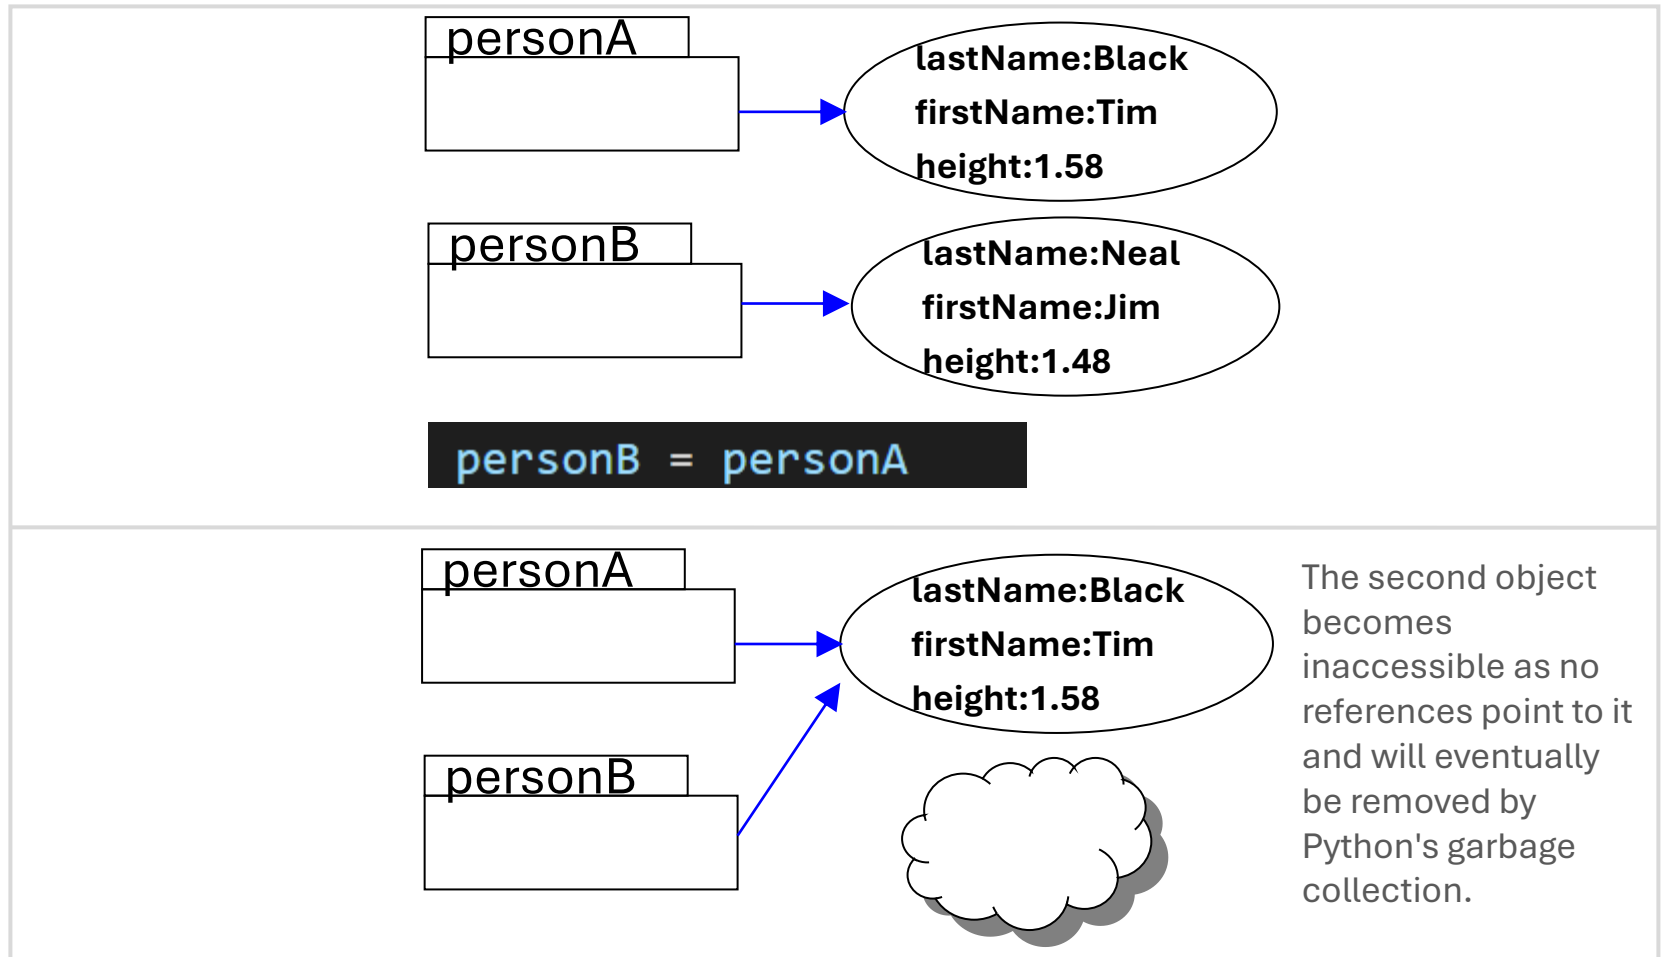 personA
lastName:Black
firstName:Tim
height:1.58
personB
lastName:Neal
firstName:Jim
height:1.48
personB = personA
personA
lastName:Black
firstName:Tim
height:1.58
personB
The second object
becomes
inaccessible as no
references point to it
and will eventually
be removed by
Python's garbage
collection.